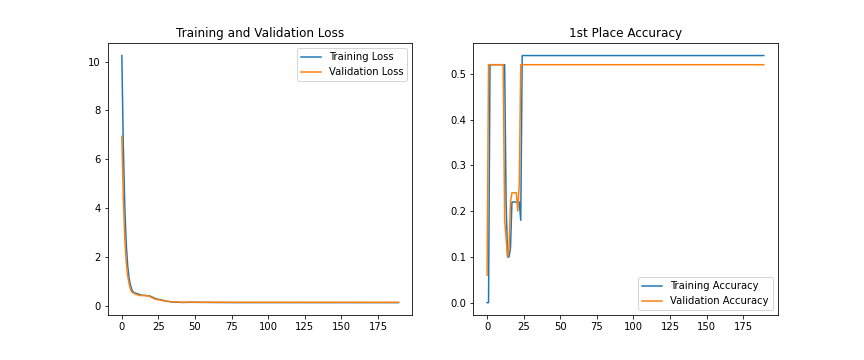 Training and Validation Loss
10
8
6
4
2
0
Training Loss
Validation Loss
0 25 50 75 100 125 150 175
1st Place Accuracy
0.5
0.4
0.3
0.2
0.1
0.0
Training Accuracy
Validation Accuracy
0 25 50 75 100 125 150 175